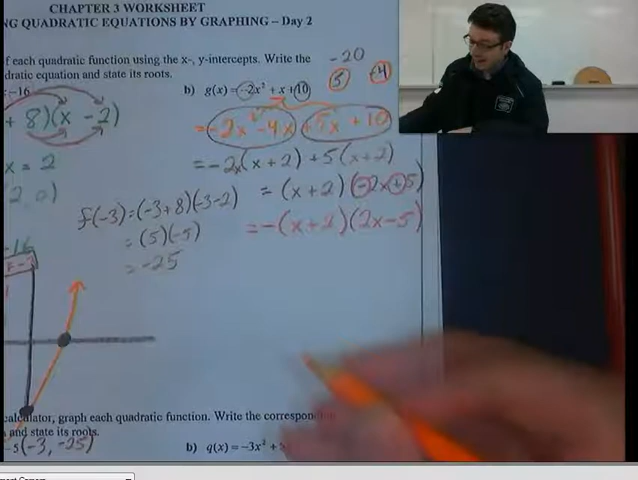 CHAPTER 3 WORKSHEET
NG QUADRATIC EQUATIONS BY GRAPHING – Day 2
f each quadratic function using the x-, y-intercepts. Write the
dratic equation and state its roots.
-16
b) g(x) = -2x² + x + 10
-20
5 -4
+ 8)(x - 2)
= -2x² - 4x + 5x + 10
= -2x(x + 2) + 5(x + 2)
x = 2
= (x + 2)(-2x + 5)
2, 0)
f(-3) = (-3+8)(-3-2)
= -(x + 2)(2x - 5)
= (5)(-5)
-16
= -25
calculator, graph each quadratic function. Write the correspon
and state its roots.
-5 (-3, -25)
b) q(x) = -3x² +